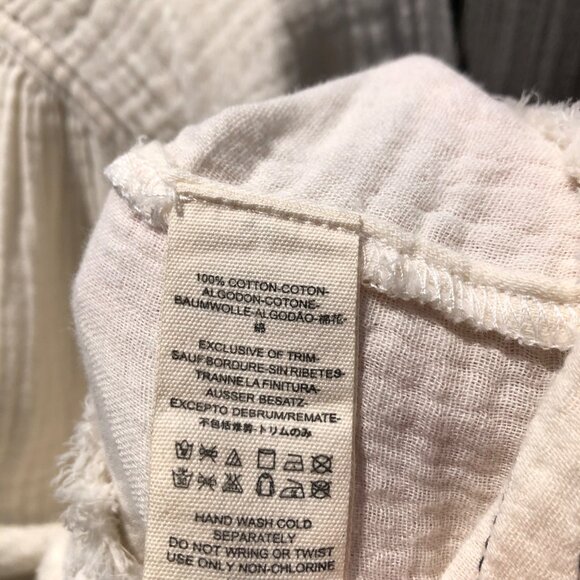 100% COTTON-COTON-
ALGODON-COTONE-
BAUMWOLLE-ALGODÃO-棉花-
綿
EXCLUSIVE OF TRIM-
SAUF BORDURE-SIN RIBETES
TRANNE LA FINITURA-
AUSSER BESATZ-
EXCEPTO DEBRUM/REMATE-
不包括修剪-トリムのみ
HAND WASH COLD
SEPARATELY
DO NOT WRING OR TWIST
USE ONLY NON-CHLORINE